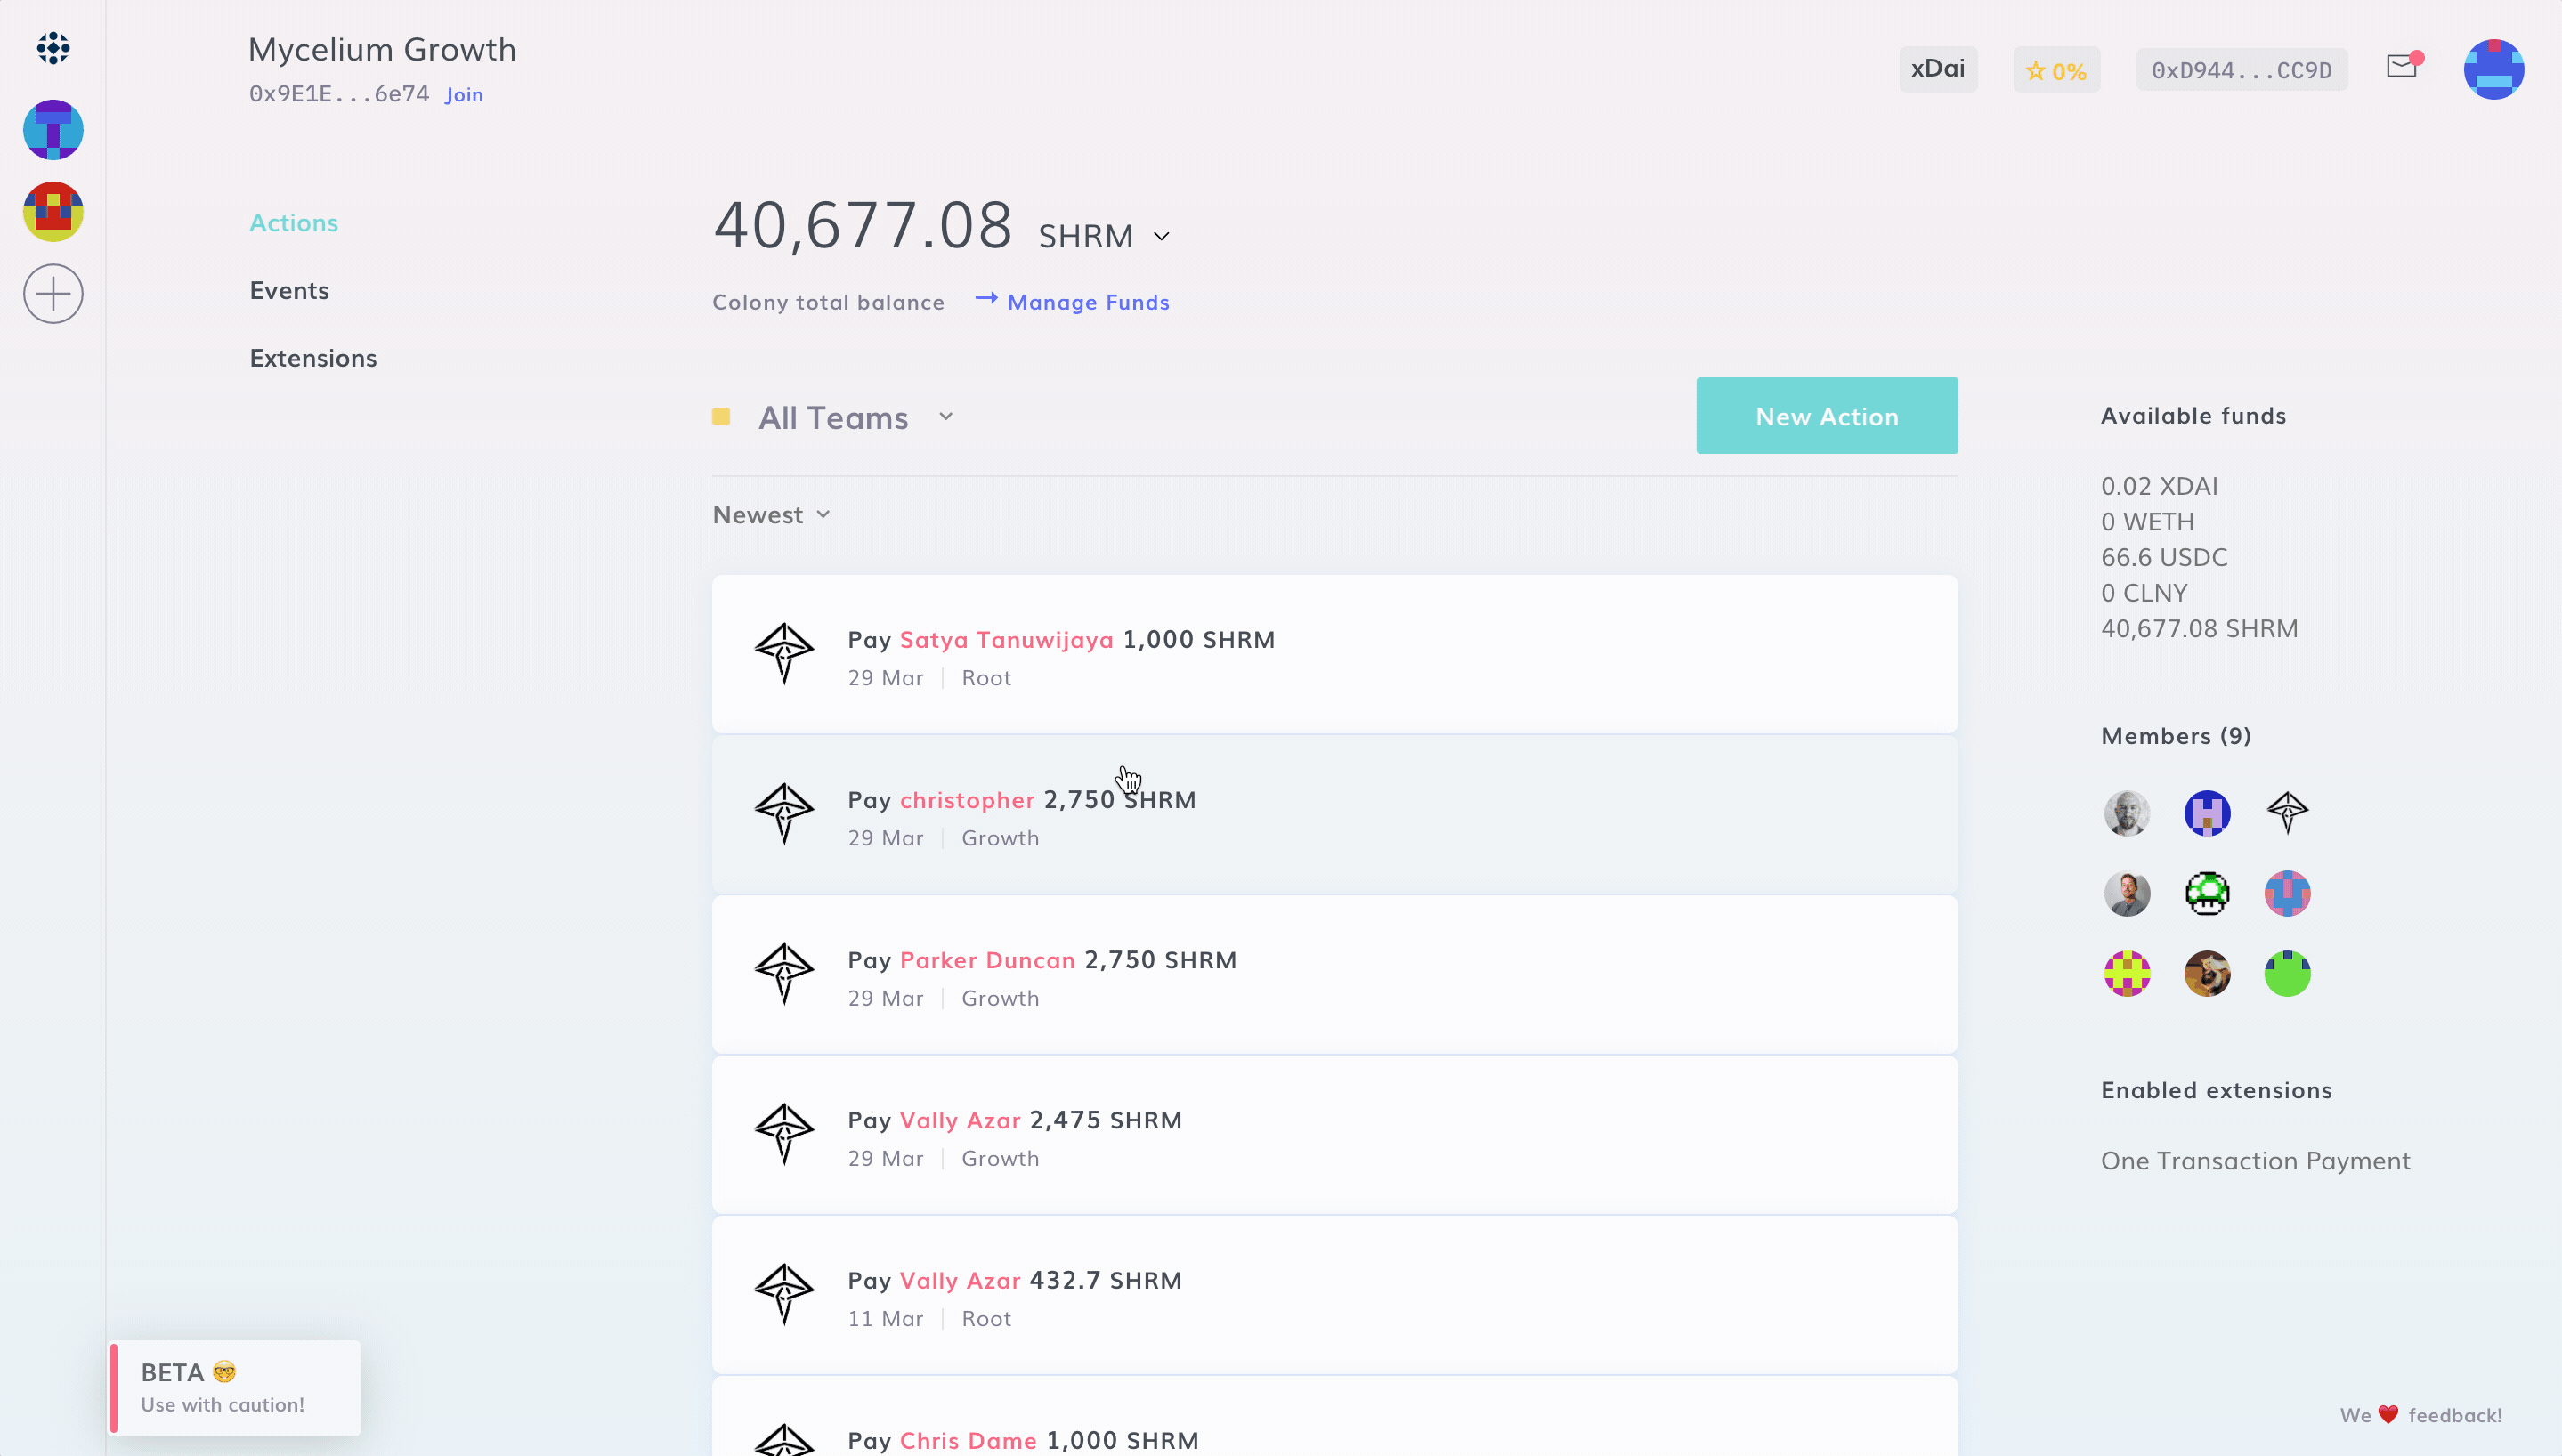 Mycelium Growth
0x9E1E...6e74 Join
xDai
0%
0xD944...CC9D
Actions
Events
Extensions
40,677.08 SHRM
Colony total balance → Manage Funds
All Teams
New Action
Newest
Pay Satya Tanuwijaya 1,000 SHRM
29 Mar | Root
Pay christopher 2,750 SHRM
29 Mar | Growth
Pay Parker Duncan 2,750 SHRM
29 Mar | Growth
Pay Vally Azar 2,475 SHRM
29 Mar | Growth
Pay Vally Azar 432.7 SHRM
11 Mar | Root
Pay Chris Dame 1,000 SHRM
Available funds
0.02 XDAI
0 WETH
66.6 USDC
0 CLNY
40,677.08 SHRM
Members (9)
Enabled extensions
One Transaction Payment
BETA 🤓
Use with caution!
We ❤️ feedback!